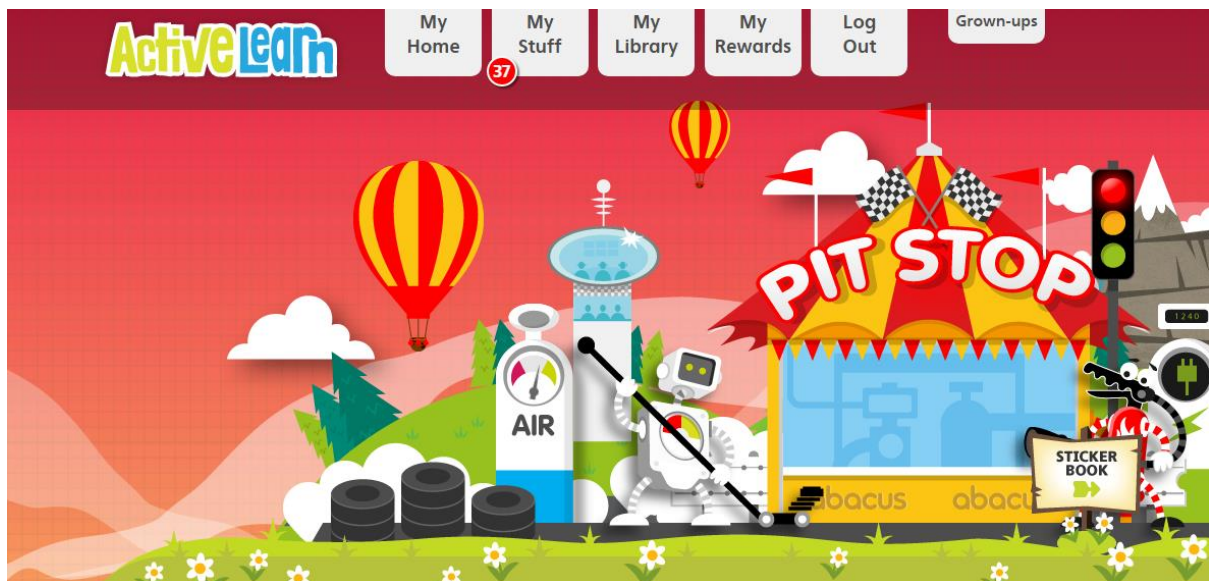 ActiveLearn
My
Home
My
Stuff
37
My
Library
My
Rewards
Log
Out
Grown-ups
PIT STOP
1240
AIR
STICKER
BOOK
bacus
abacu